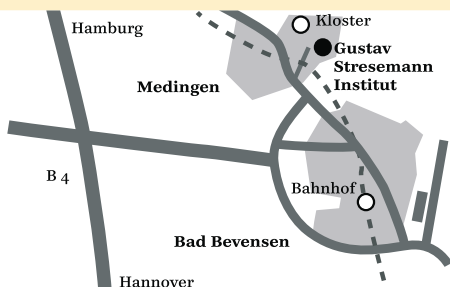 Kloster
Hamburg
Gustav
Stresemann
Institut
Medingen
B 4
Bahnhof
Bad Bevensen
Hannover